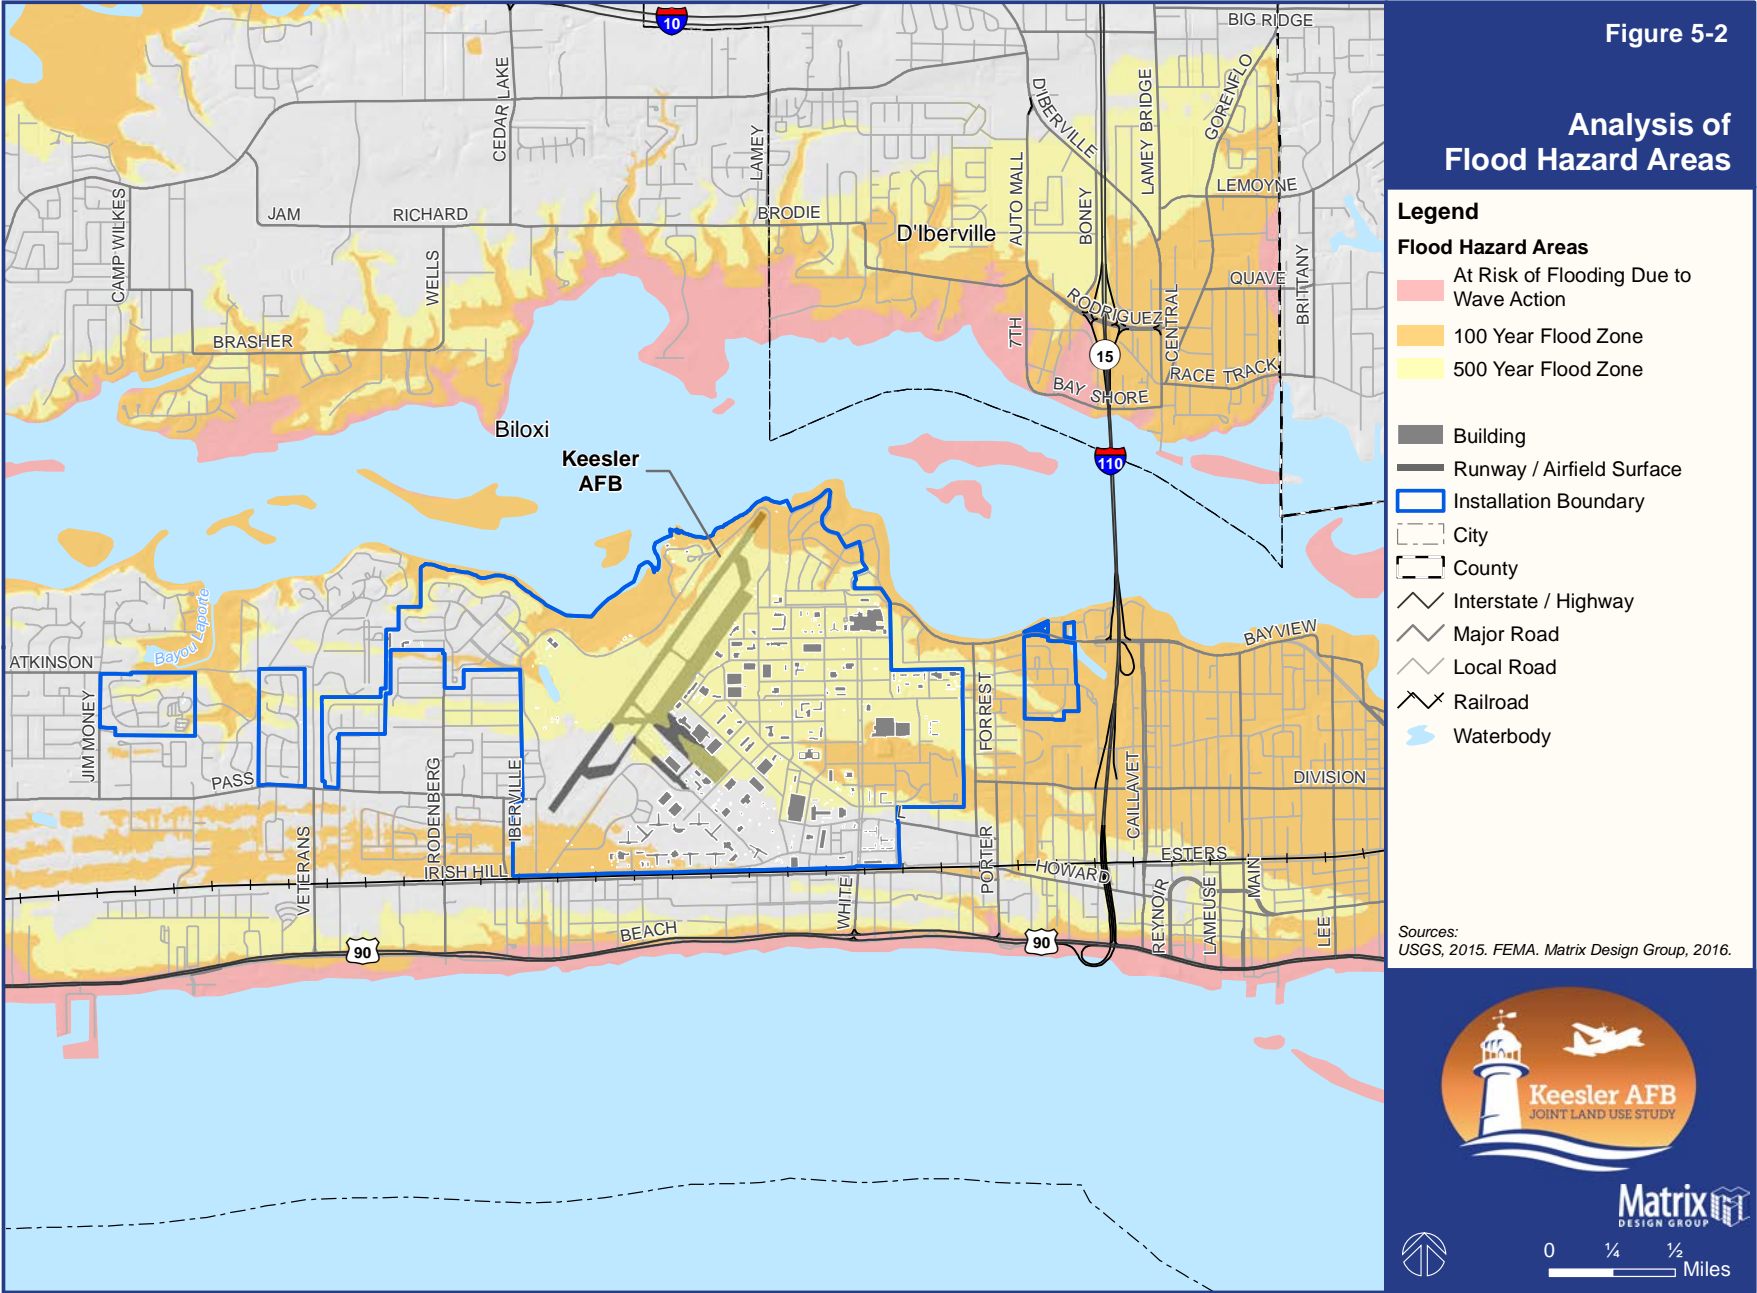 BIG RIDGE
10
CEDAR LAKE
D'IBERVILLE
LAMEY BRIDGE
GORENFLO
LAMEY
AUTO MALL
BONEY
LEMOYNE
CAMP WILKES
JAM
RICHARD
BRODIE
D'Iberville
WELLS
QUAVE
BRITTANY
RODRIGUEZ
CENTRAL
7TH
15
BRASHER
RACE TRACK
BAY SHORE
Biloxi
Keesler
AFB
110
Bayou Laporte
BAYVIEW
ATKINSON
JIM MONEY
FORREST
PASS
RODENBERG
IBERVILLE
DIVISION
CAILLAVET
VETERANS
IRISH HILL
PORTER
HOWARD
ESTERS
WHITE
REYNOIR
LAMEUSE
MAIN
LEE
BEACH
90
90
Figure 5-2
Analysis of
Flood Hazard Areas
Legend
Flood Hazard Areas
At Risk of Flooding Due to
Wave Action
100 Year Flood Zone
500 Year Flood Zone
Building
Runway / Airfield Surface
Installation Boundary
City
County
Interstate / Highway
Major Road
Local Road
Railroad
Waterbody
Sources:
USGS, 2015. FEMA. Matrix Design Group, 2016.
Keesler AFB
JOINT LAND USE STUDY
Matrix
DESIGN GROUP
0 ¼ ½
Miles